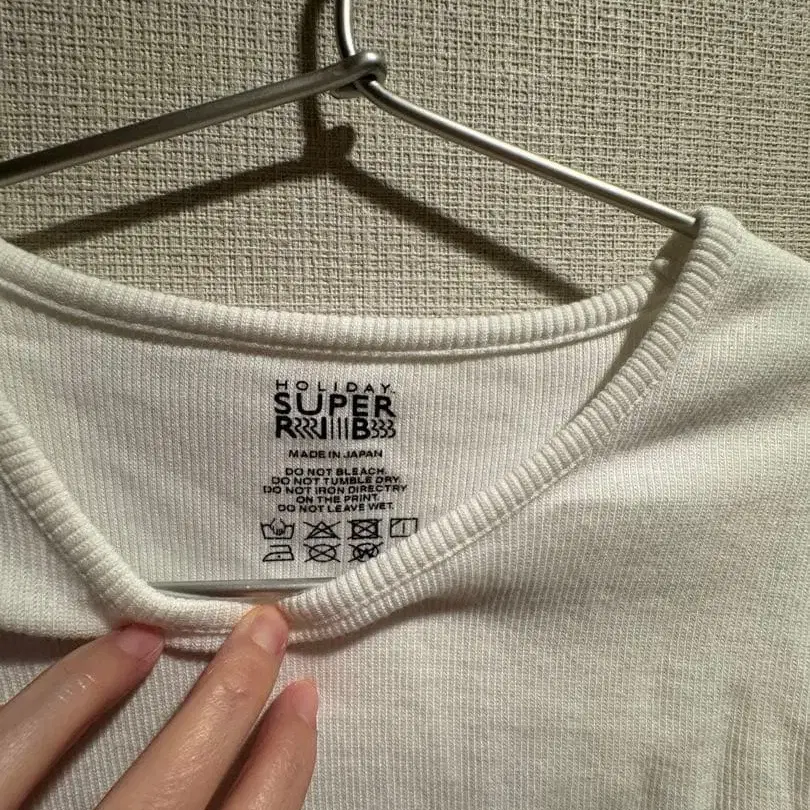 HOLIDAY
SUPER
RIB
MADE IN JAPAN
DO NOT BLEACH.
DO NOT TUMBLE DRY.
DO NOT IRON DIRECTRY
ON THE PRINT.
DO NOT LEAVE WET.